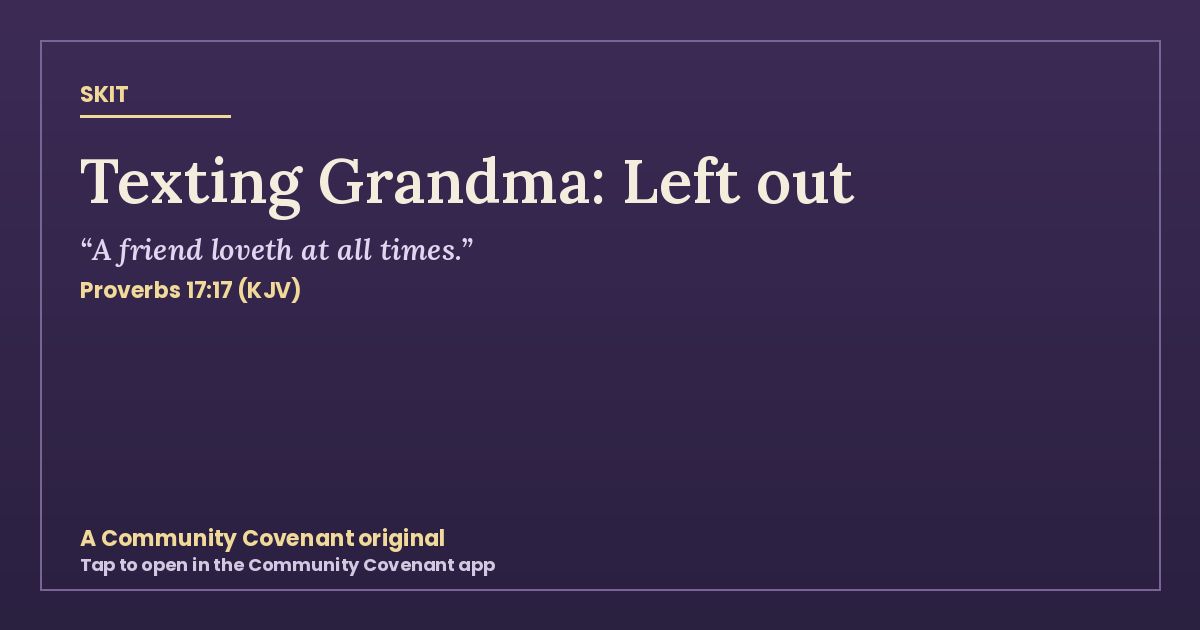 SKIT
Texting Grandma: Left out
“A friend loveth at all times.”
Proverbs 17:17 (KJV)
A Community Covenant original
Tap to open in the Community Covenant app